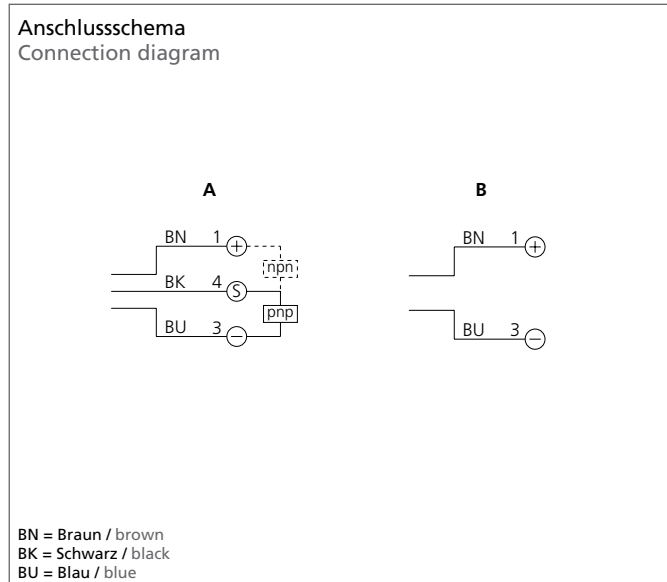 Anschlussschema
Connection diagram
A
BN 1 +
npn
BK 4 S
pnp
BU 3 −
B
BN 1 +
BU 3 −
BN = Braun / brown
BK = Schwarz / black
BU = Blau / blue